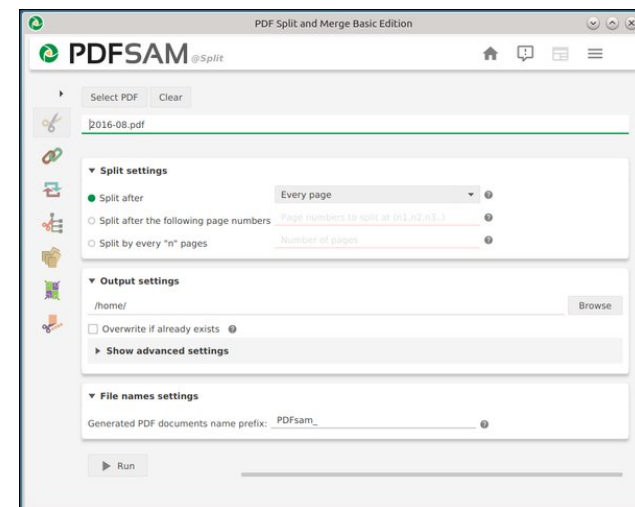 PDF Split and Merge Basic Edition
PDFSAM @Split
Select PDF Clear
2016-08.pdf
Split settings
Split after Every page
Split after the following page numbers Page numbers to split at (n1,n2,n3..)
Split by every "n" pages Number of pages
Output settings
/home/ Browse
Overwrite if already exists
Show advanced settings
File names settings
Generated PDF documents name prefix: PDFsam_
Run